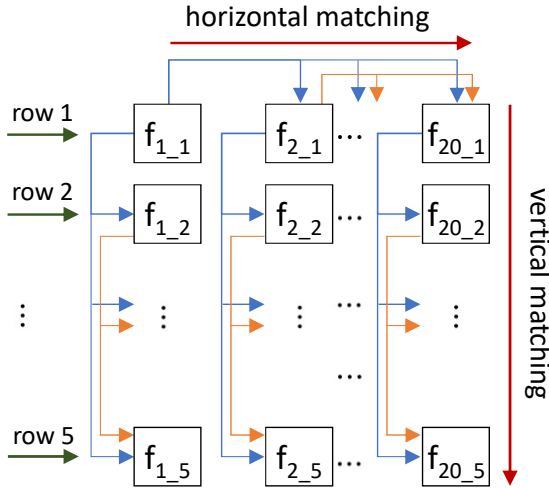 horizontal matching
row 1 f1_1 f2_1 ... f20_1
row 2 f1_2 f2_2 ... f20_2
... ... ... ... ...
...
row 5 f1_5 f2_5 ... f20_5
vertical matching